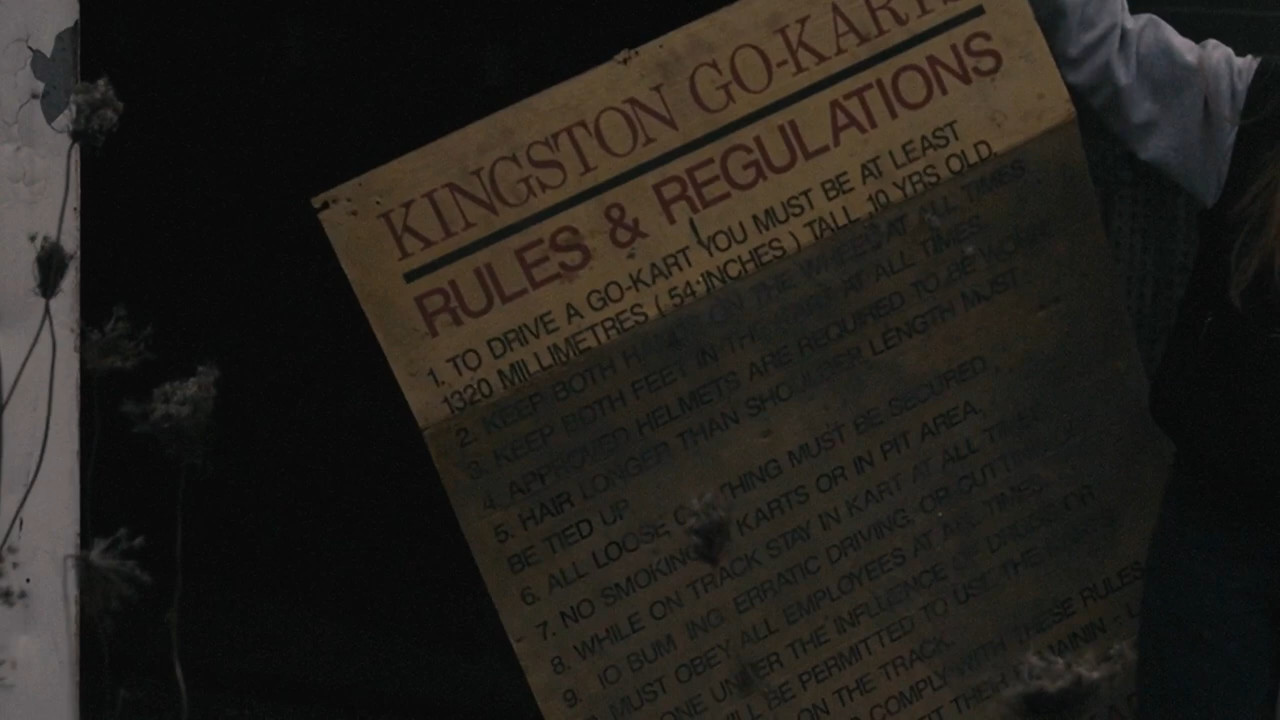 KINGSTON GO-KARTS
RULES & REGULATIONS
1. TO DRIVE A GO-KART YOU MUST BE AT LEAST
1320 MILLIMETRES ( 54" INCHES ) TALL ,10 YRS OLD.
2. KEEP BOTH HANDS ON THE WHEEL AT ALL TIMES
3. KEEP BOTH FEET IN THE KART AT ALL TIMES
4. APPROVED HELMETS ARE REQUIRED TO BE WORN
5. HAIR LONGER THAN SHOULDER LENGTH MUST
BE TIED UP
6. ALL LOOSE CLOTHING MUST BE SECURED.
7. NO SMOKING KARTS OR IN PIT AREA.
8. WHILE ON TRACK STAY IN KART AT ALL TIMES
9. BUMPING ERRATIC DRIVING, OR CUTTING
MUST OBEY ALL EMPLOYEES AT ALL TIMES
UNDER THE INFLUENCE DRUGS
BE PERMITTED TO USE THE
ON THE TRACK.
COMPLY WITH THESE RULES
THEIR